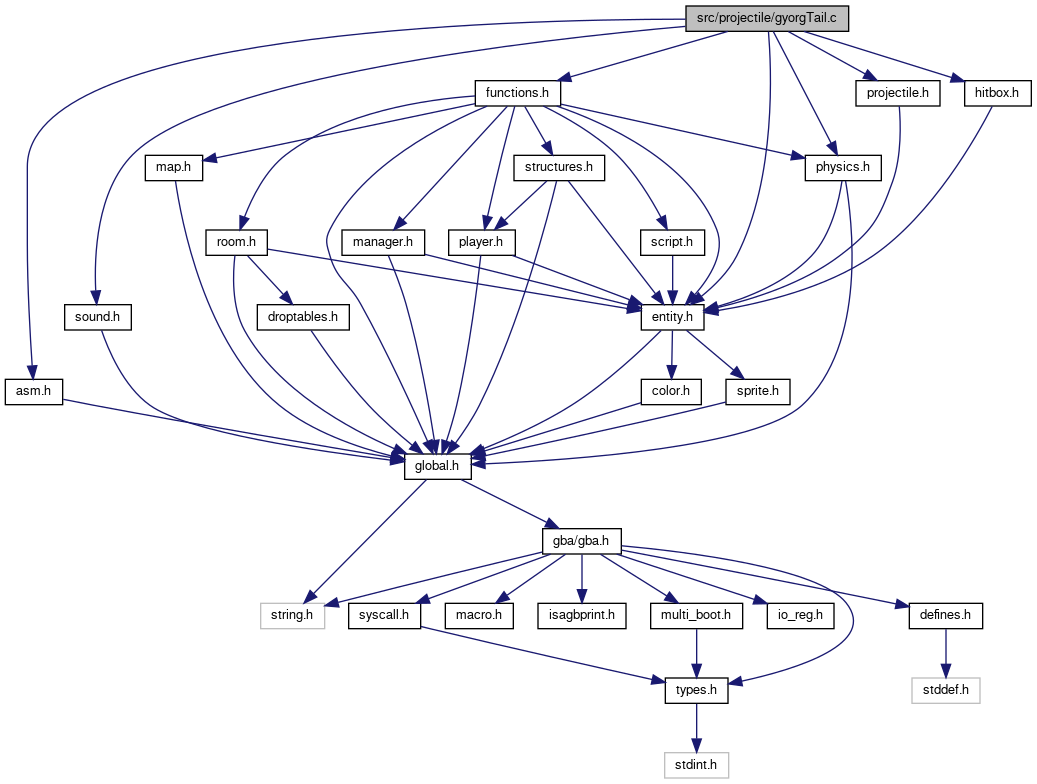 src/projectile/gyorgTail.c
functions.h
projectile.h
hitbox.h
map.h
structures.h
physics.h
room.h
manager.h
player.h
script.h
sound.h
droptables.h
entity.h
asm.h
color.h
sprite.h
global.h
gba/gba.h
string.h
syscall.h
macro.h
isagbprint.h
multi_boot.h
io_reg.h
defines.h
types.h
stddef.h
stdint.h